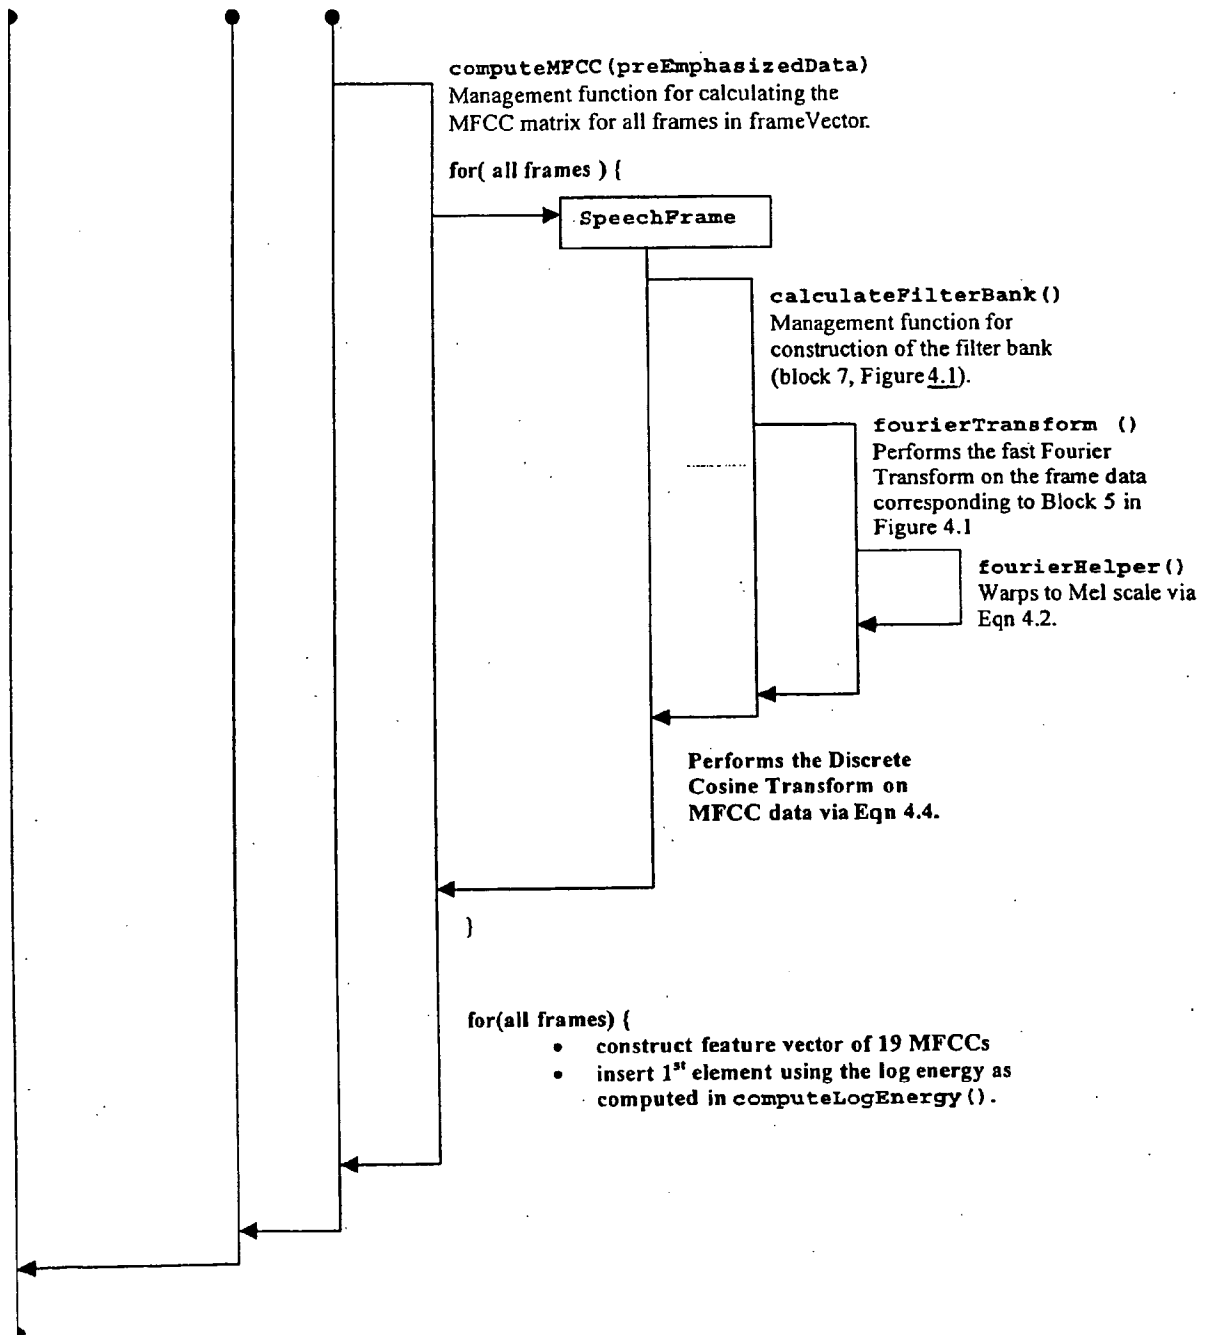 computeMFCC(preEmphasizedData)
Management function for calculating the
MFCC matrix for all frames in frameVector.
for( all frames ) {
SpeechFrame
calculateFilterBank()
Management function for
construction of the filter bank
(block 7, Figure 4.1).
fourierTransform ()
Performs the fast Fourier
Transform on the frame data
corresponding to Block 5 in
Figure 4.1
fourierHelper()
Warps to Mel scale via
Eqn 4.2.
Performs the Discrete
Cosine Transform on
MFCC data via Eqn 4.4.
}
for(all frames) {
• construct feature vector of 19 MFCCs
• insert 1st element using the log energy as
computed in computeLogEnergy().